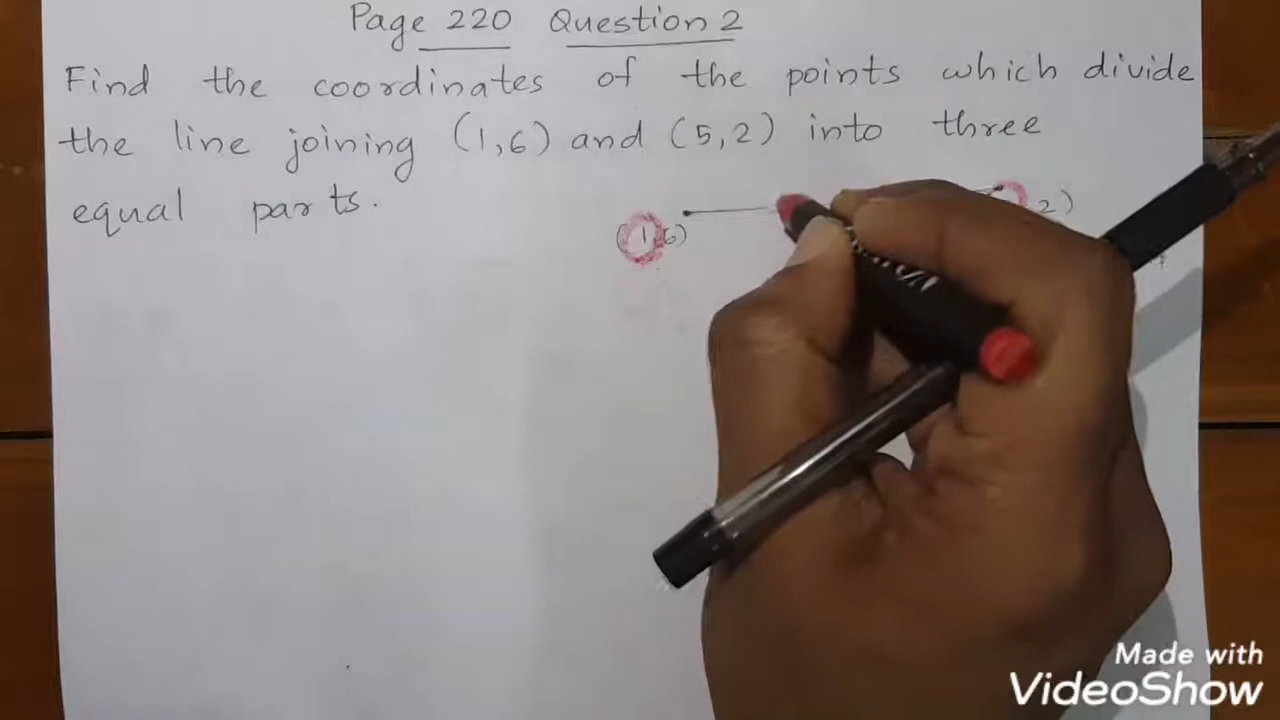 Page 220 Question 2
Find the coordinates of the points which divide
the line joining (1,6) and (5,2) into three
equal parts.
(1,6)
2)
Made with
VideoShow